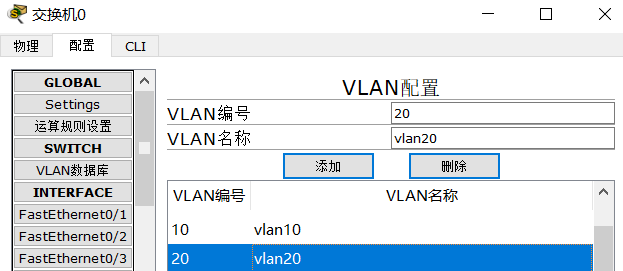 交换机0
物理 配置 CLI
GLOBAL
Settings
运算规则设置
SWITCH
VLAN数据库
INTERFACE
FastEthernet0/1
FastEthernet0/2
FastEthernet0/3
VLAN配置
VLAN编号 20
VLAN名称 vlan20
添加 删除
VLAN编号 VLAN名称
10 vlan10
20 vlan20